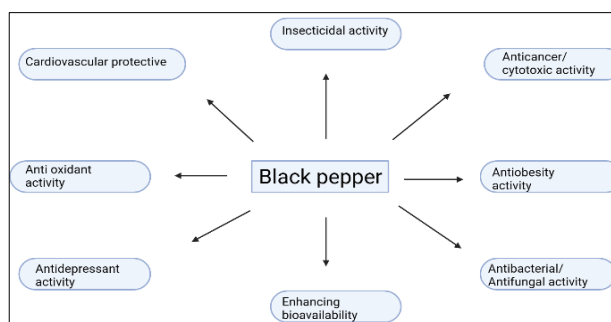 Insecticidal activity
Cardiovascular protective
Anticancer/
cytotoxic activity
Anti oxidant
activity
Black pepper
Antiobesity
activity
Antidepressant
activity
Antibacterial/
Antifungal activity
Enhancing
bioavailability